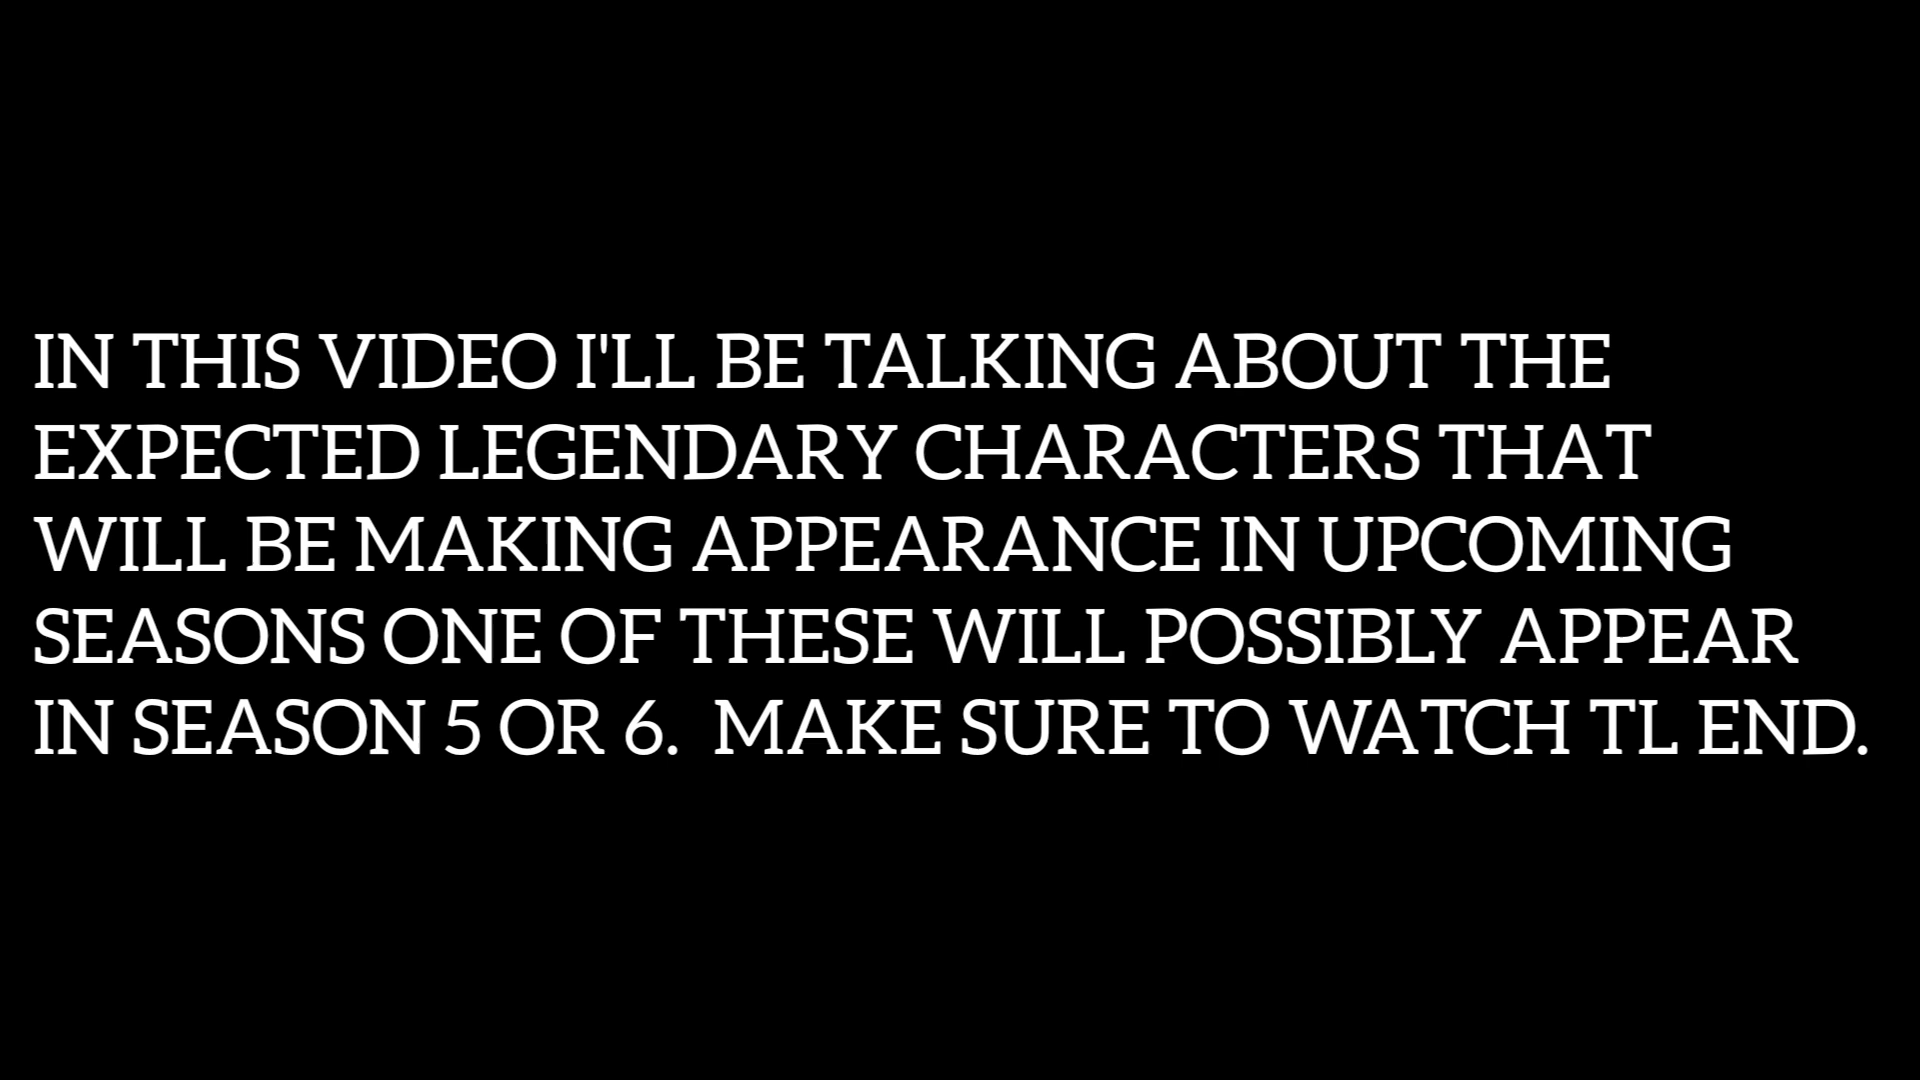 IN THIS VIDEO I'LL BE TALKING ABOUT THE
EXPECTED LEGENDARY CHARACTERS THAT
WILL BE MAKING APPEARANCE IN UPCOMING
SEASONS ONE OF THESE WILL POSSIBLY APPEAR
IN SEASON 5 OR 6.  MAKE SURE TO WATCH TL END.